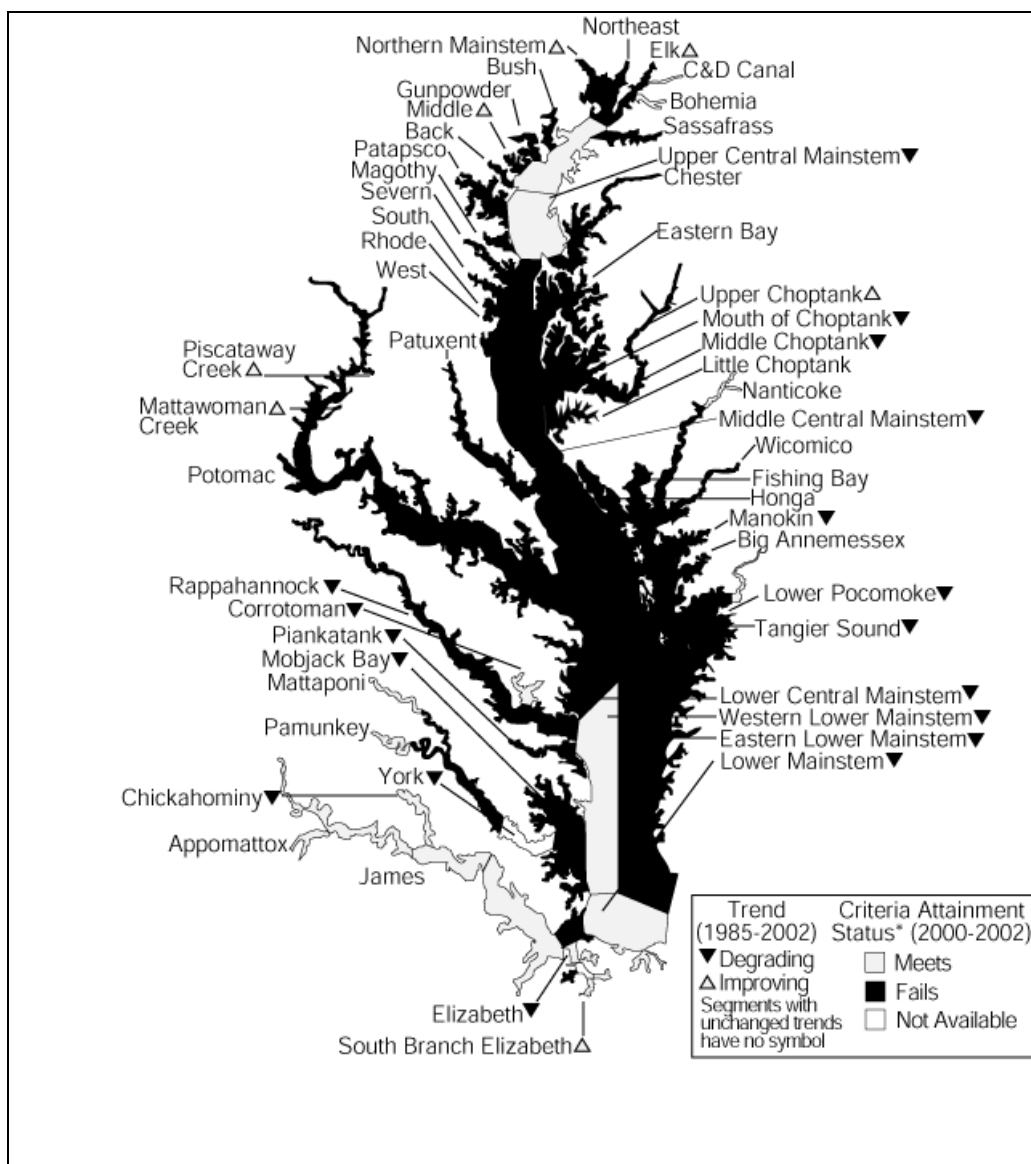 Northeast
Northern Mainstem△
Elk△
Bush
C&D Canal
Gunpowder
Bohemia
Middle△
Sassafrass
Back
Patapsco
Upper Central Mainstem▼
Magothy
Chester
Severn
South
Rhode
Eastern Bay
West
Upper Choptank△
Mouth of Choptank▼
Patuxent
Middle Choptank▼
Piscataway
Creek△
Little Choptank
Nanticoke
Mattawoman△
Creek
Middle Central Mainstem▼
Wicomico
Potomac
Fishing Bay
Honga
Manokin▼
Big Annemessex
Rappahannock▼
Lower Pocomoke▼
Corrotoman▼
Piankatank▼
Tangier Sound▼
Mobjack Bay▼
Mattaponi
Lower Central Mainstem▼
Western Lower Mainstem▼
Pamunkey
Eastern Lower Mainstem▼
York▼
Lower Mainstem▼
Chickahominy▼
Appomattox
James
Elizabeth▼
South Branch Elizabeth△
Trend
(1985-2002)
▼Degrading
△Improving
Segments with
unchanged trends
have no symbol
Criteria Attainment
Status* (2000-2002)
Meets
Fails
Not Available